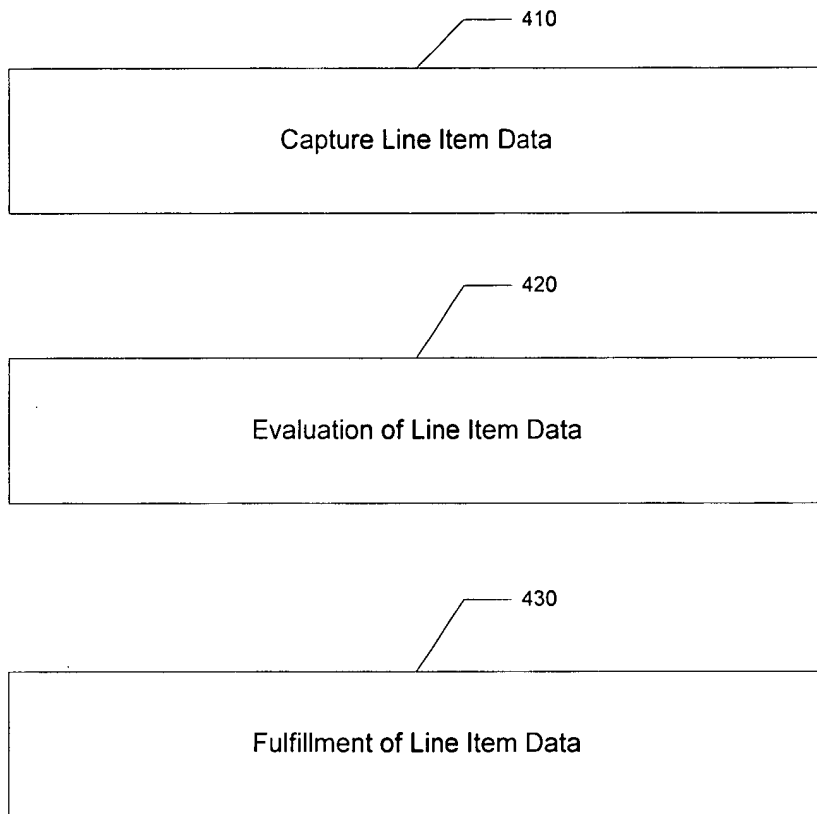 410
Capture Line Item Data
420
Evaluation of Line Item Data
430
Fulfillment of Line Item Data